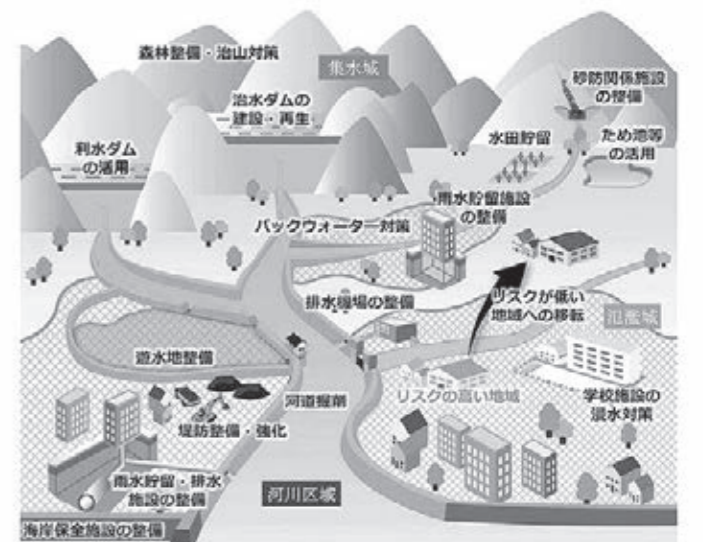 森林整備・治山対策
集水域
砂防関係施設
の整備
治水ダムの
建設・再生
水田貯留
ため池等
の活用
利水ダム
の活用
雨水貯留施設
の整備
バックウォーター対策
排水機場の整備
リスクが低い
地域への移転
氾濫域
遊水地整備
リスクの高い地域
学校施設の
浸水対策
河道掘削
堤防整備・強化
雨水貯留・排水
施設の整備
河川区域
海岸保全施設の整備